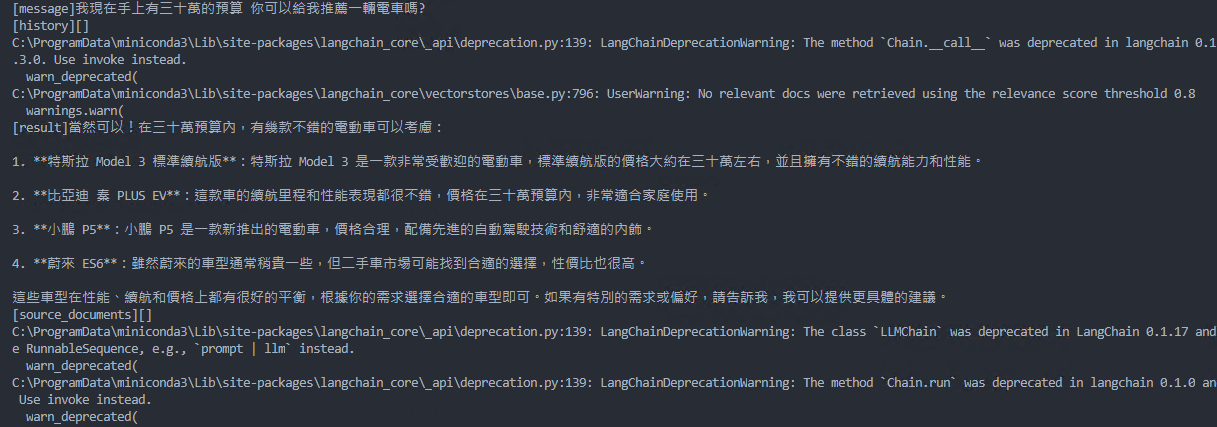 [message]我現在手上有三十萬的預算 你可以給我推薦一輛電車嗎?
[history][]
C:\ProgramData\miniconda3\Lib\site-packages\langchain_core\_api\deprecation.py:139: LangChainDeprecationWarning: The method `Chain.__call__` was deprecated in langchain 0.1
.3.0. Use invoke instead.
  warn_deprecated(
C:\ProgramData\miniconda3\Lib\site-packages\langchain_core\vectorstores\base.py:796: UserWarning: No relevant docs were retrieved using the relevance score threshold 0.8
  warnings.warn(
[result]當然可以！在三十萬預算內，有幾款不錯的電動車可以考慮：
1. **特斯拉 Model 3 標準續航版**：特斯拉 Model 3 是一款非常受歡迎的電動車，標準續航版的價格大約在三十萬左右，並且擁有不錯的續航能力和性能。
2. **比亞迪 秦 PLUS EV**：這款車的續航里程和性能表現都很不錯，價格在三十萬預算內，非常適合家庭使用。
3. **小鵬 P5**：小鵬 P5 是一款新推出的電動車，價格合理，配備先進的自動駕駛技術和舒適的內飾。
4. **蔚來 ES6**：雖然蔚來的車型通常稍貴一些，但二手車市場可能找到合適的選擇，性價比也很高。
這些車型在性能、續航和價格上都有很好的平衡，根據你的需求選擇合適的車型即可。如果有特別的需求或偏好，請告訴我，我可以提供更具體的建議。
[source_documents][]
C:\ProgramData\miniconda3\Lib\site-packages\langchain_core\_api\deprecation.py:139: LangChainDeprecationWarning: The class `LLMChain` was deprecated in LangChain 0.1.17 and
e RunnableSequence, e.g., `prompt | llm` instead.
  warn_deprecated(
C:\ProgramData\miniconda3\Lib\site-packages\langchain_core\_api\deprecation.py:139: LangChainDeprecationWarning: The method `Chain.run` was deprecated in langchain 0.1.0 an
 Use invoke instead.
  warn_deprecated(